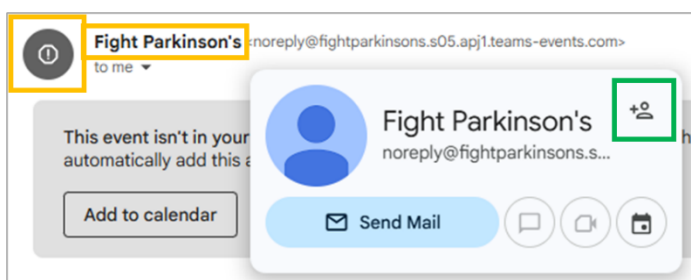 Fight Parkinson's <noreply@fightparkinsons.s05.apj1.teams-events.com>
to me
This event isn't in your
automatically add this a
Add to calendar
Fight Parkinson's
noreply@fightparkinsons.s...
Send Mail